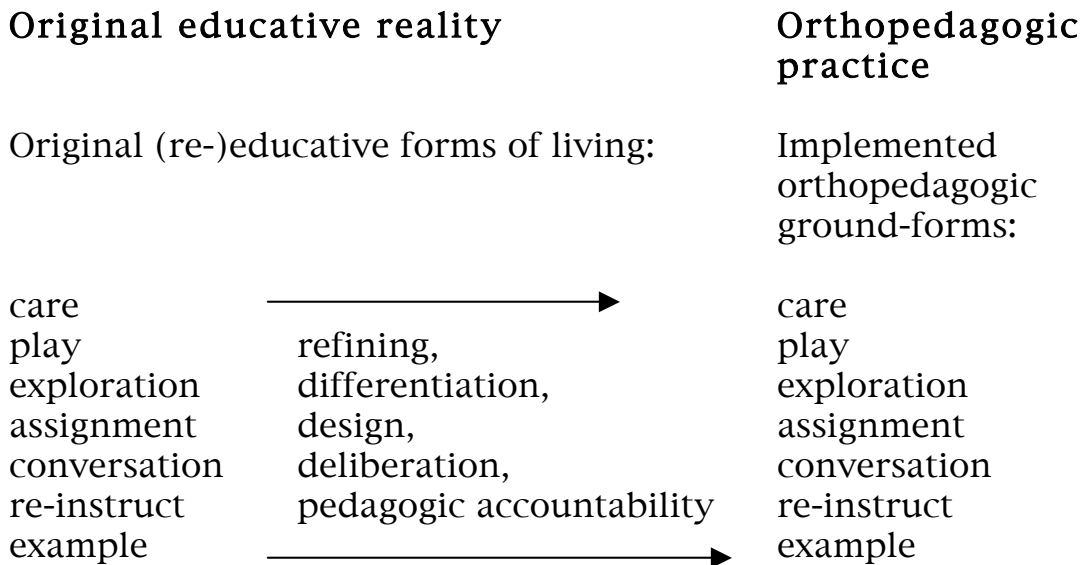 Original educative reality Orthopedagogic
practice
Original (re-)educative forms of living: Implemented
orthopedagogic
ground-forms:
care care
play refining, play
exploration differentiation, exploration
assignment design, assignment
conversation deliberation, conversation
re-instruct pedagogic accountability re-instruct
example example